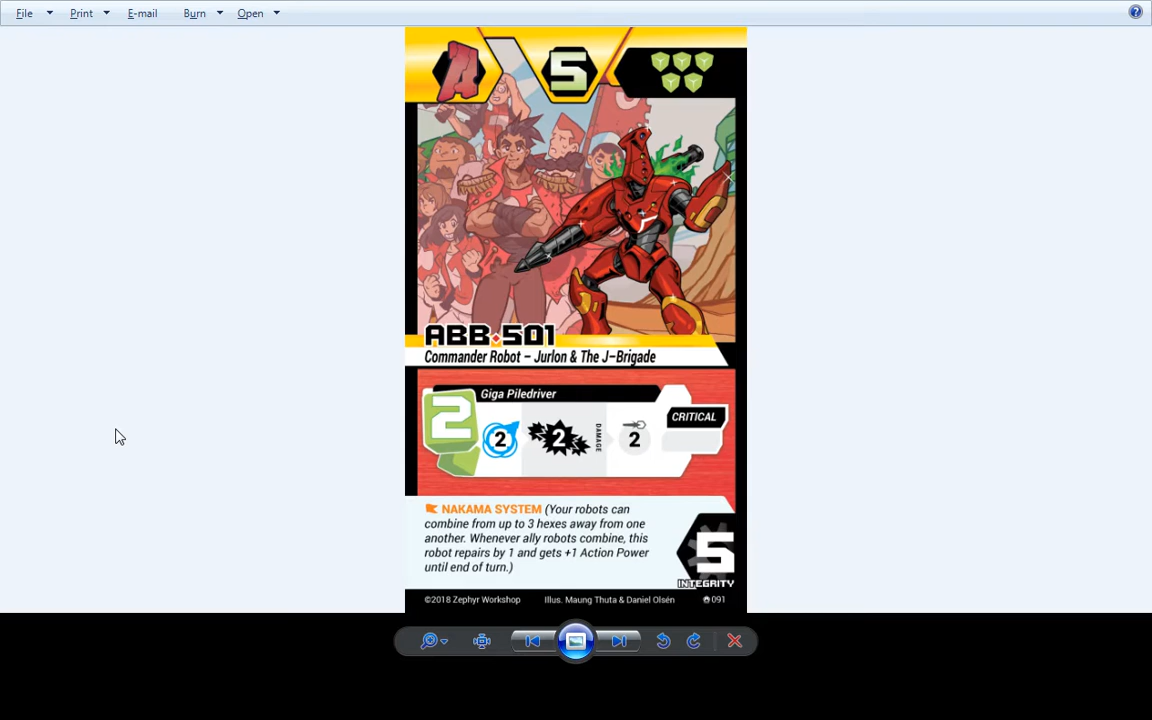 File Print E-mail Burn Open
A 5
ABB 501
Commander Robot – Jurlon & The J-Brigade
Giga Piledriver
2
2 2 DAMAGE 2
CRITICAL
NAKAMA SYSTEM (Your robots can
combine from up to 3 hexes away from one
another. Whenever ally robots combine, this
robot repairs by 1 and gets +1 Action Power
until end of turn.)
5
INTEGRITY
©2018 Zephyr Workshop Illus. Maung Thuta & Daniel Olsén 091